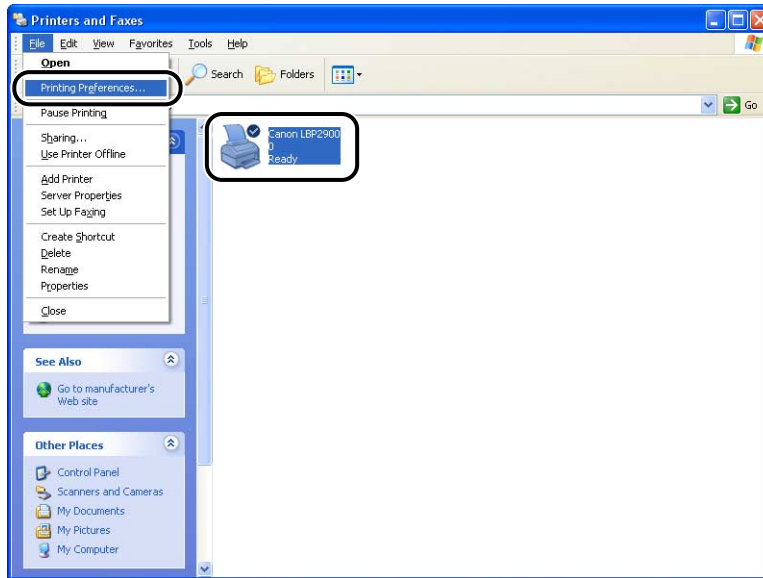 Printers and Faxes
File Edit View Favorites Tools Help
Open
Search Folders
Printing Preferences...
Go
Pause Printing
Sharing...
Use Printer Offline
Add Printer
Server Properties
Set Up Faxing
Create Shortcut
Delete
Rename
Properties
Close
Canon LBP2900
0
Ready
See Also
Go to manufacturer's
Web site
Other Places
Control Panel
Scanners and Cameras
My Documents
My Pictures
My Computer